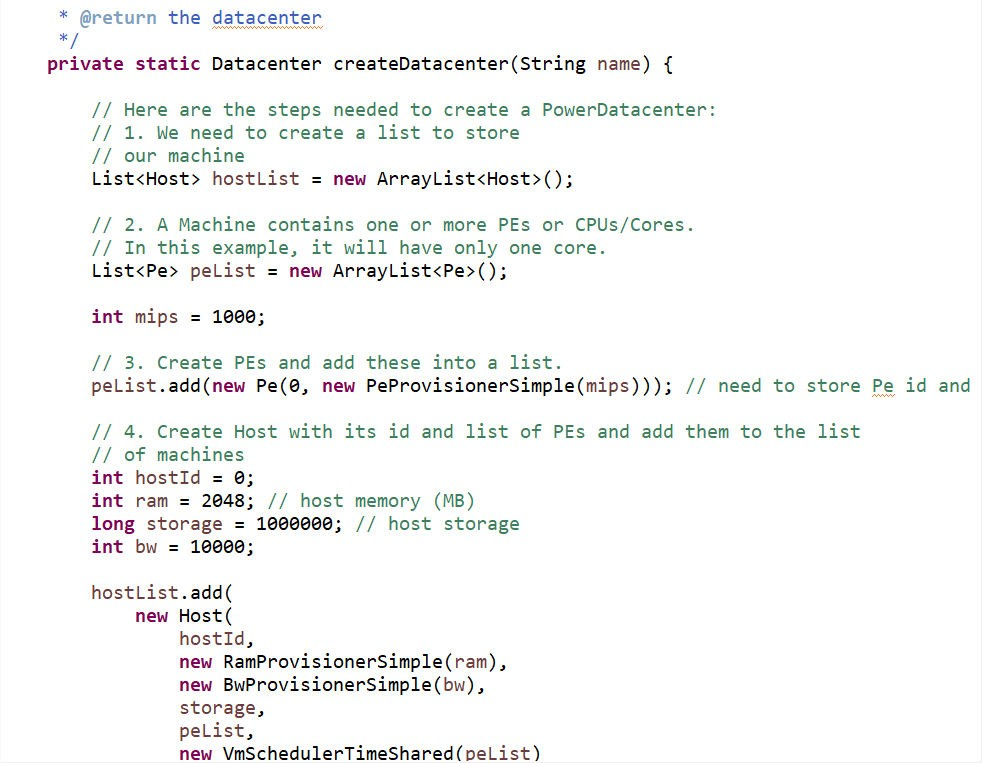 * @return the datacenter
*/
private static Datacenter createDatacenter(String name) {
// Here are the steps needed to create a PowerDatacenter:
// 1. We need to create a list to store
// our machine
List<Host> hostList = new ArrayList<Host>();
// 2. A Machine contains one or more PEs or CPUs/Cores.
// In this example, it will have only one core.
List<Pe> peList = new ArrayList<Pe>();
int mips = 1000;
// 3. Create PEs and add these into a list.
peList.add(new Pe(0, new PeProvisionerSimple(mips))); // need to store Pe id and
// 4. Create Host with its id and list of PEs and add them to the list
// of machines
int hostId = 0;
int ram = 2048; // host memory (MB)
long storage = 1000000; // host storage
int bw = 10000;
hostList.add(
new Host(
hostId,
new RamProvisionerSimple(ram),
new BwProvisionerSimple(bw),
storage,
peList,
new VmSchedulerTimeShared(peList)